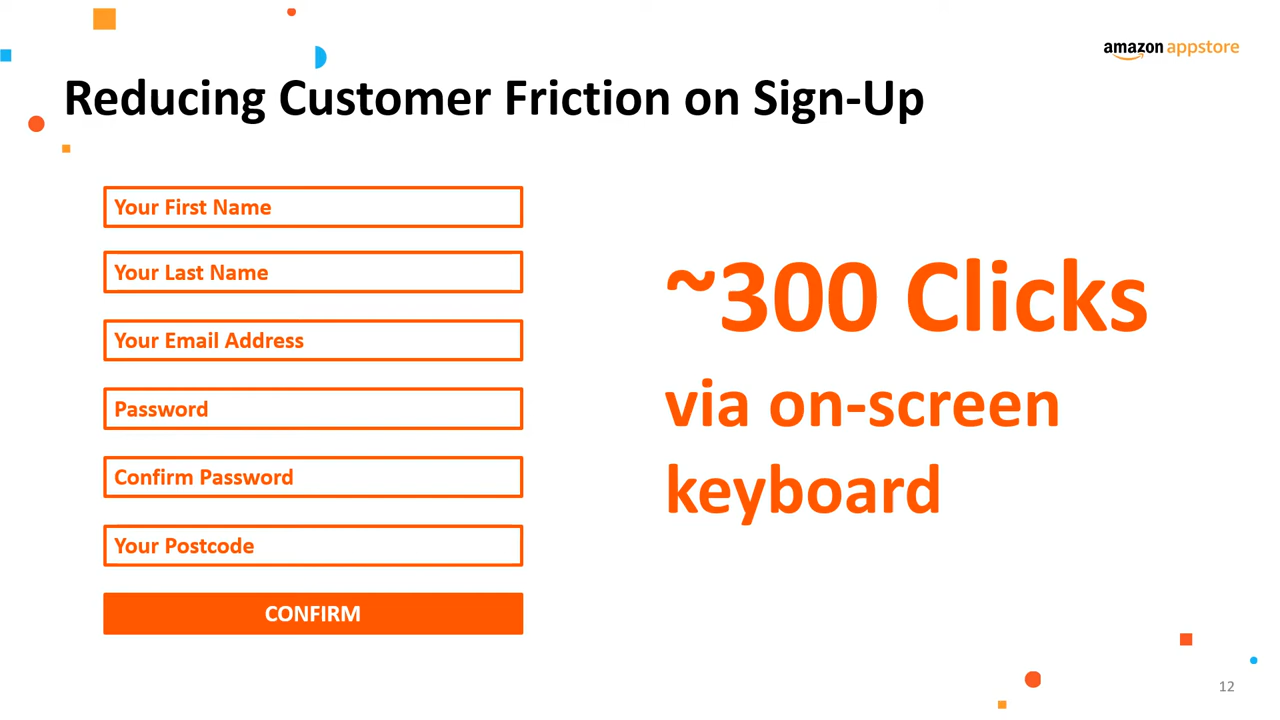 amazon appstore
Reducing Customer Friction on Sign-Up
Your First Name
Your Last Name
Your Email Address
Password
Confirm Password
Your Postcode
CONFIRM
~300 Clicks
via on-screen
keyboard
12